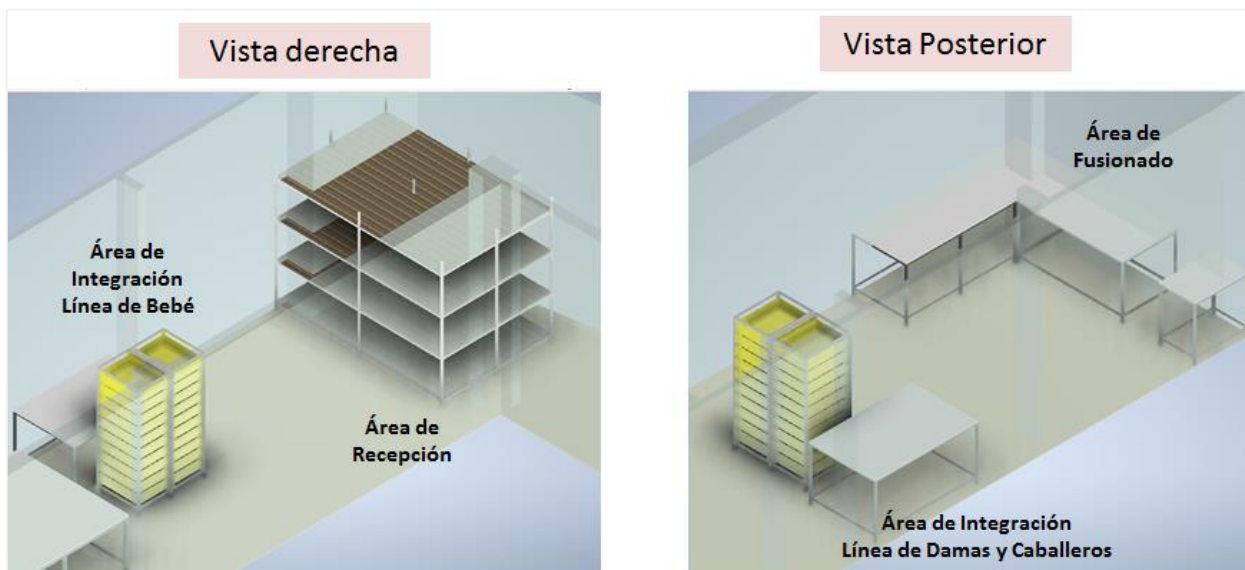 Vista derecha
Área de
Integración
Línea de Bebé
Área de
Recepción
Vista Posterior
Área de
Fusionado
Área de Integración
Línea de Damas y Caballeros